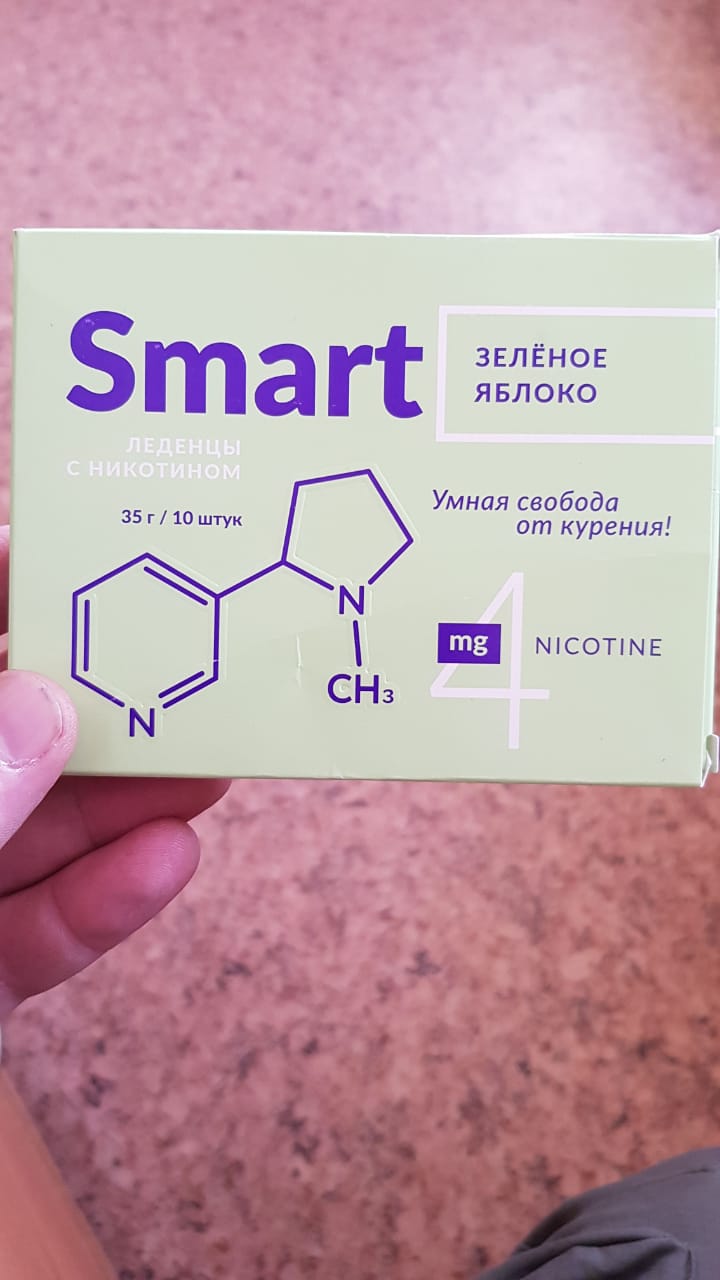 Smart
ЗЕЛЁНОЕ
ЯБЛОКО
ЛЕДЕНЦЫ
С НИКОТИНОМ
35 г / 10 штук
Умная свобода
от курения!
N
CH₃
N
4
mg
NICOTINE